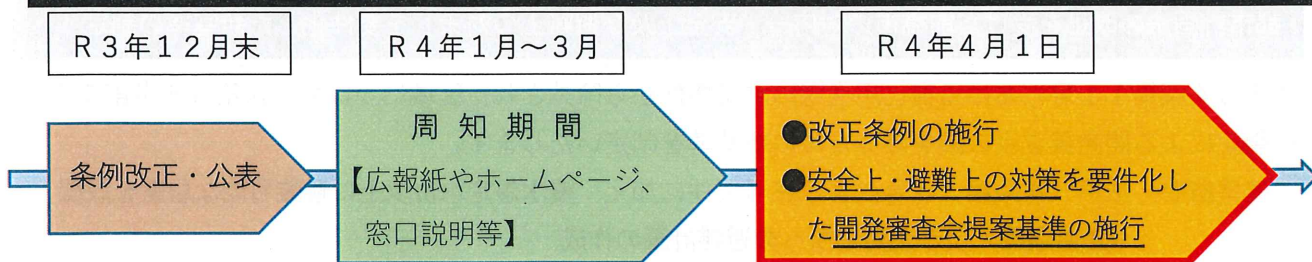 R3年12月末
R4年1月~3月
R4年4月1日
条例改正・公表
周知期間
【広報紙やホームページ、
窓口説明等】
●改正条例の施行
●安全上・避難上の対策を要件化し
た開発審査会提案基準の施行